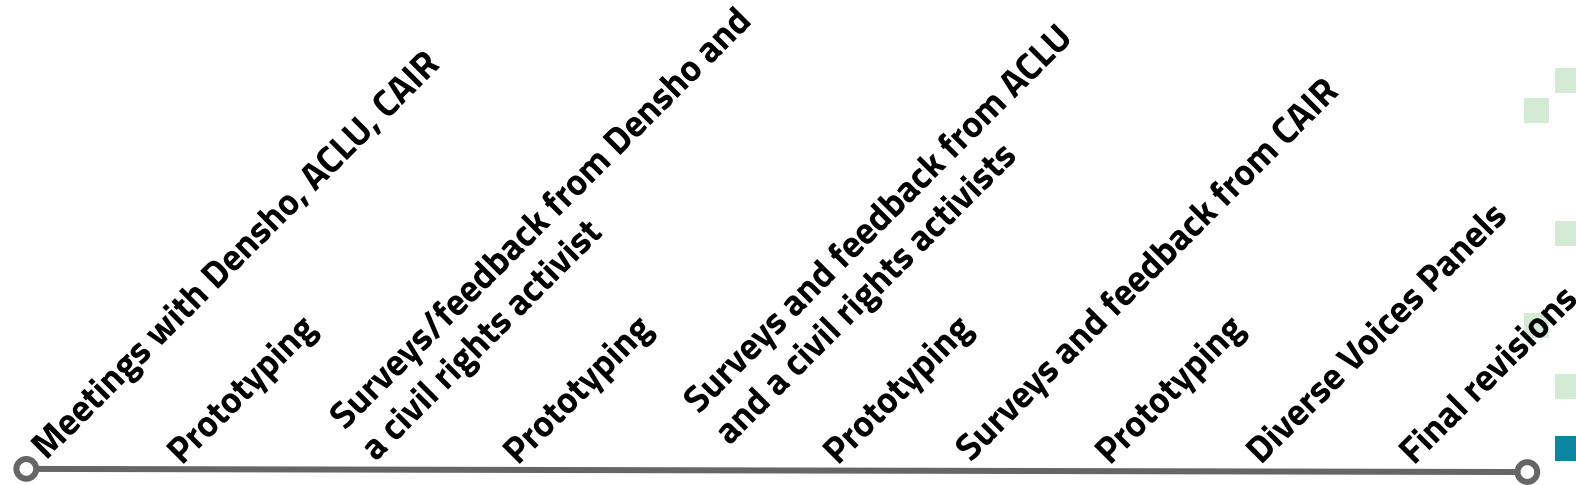 Meetings with Densho, ACLU, CAIR
Prototyping
Surveys/feedback from Densho and
a civil rights activist
Prototyping
Surveys and feedback from ACLU
and a civil rights activists
Prototyping
Surveys and feedback from CAIR
Prototyping
Diverse Voices Panels
Final revisions